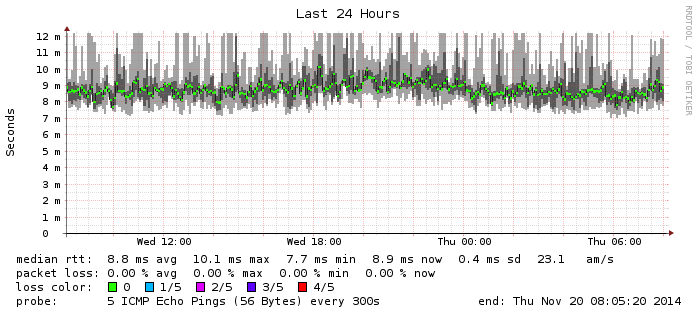 Last 24 Hours
RRDTOOL / TOBI OETIKER
Seconds
12 m
11 m
10 m
9 m
8 m
7 m
6 m
5 m
4 m
3 m
2 m
1 m
0
Wed 12:00 Wed 18:00 Thu 00:00 Thu 06:00
median rtt: 8.8 ms avg 10.1 ms max 7.7 ms min 8.9 ms now 0.4 ms sd 23.1 am/s
packet loss: 0.00 % avg 0.00 % max 0.00 % min 0.00 % now
loss color: 0 1/5 2/5 3/5 4/5
probe: 5 ICMP Echo Pings (56 Bytes) every 300s end: Thu Nov 20 08:05:20 2014